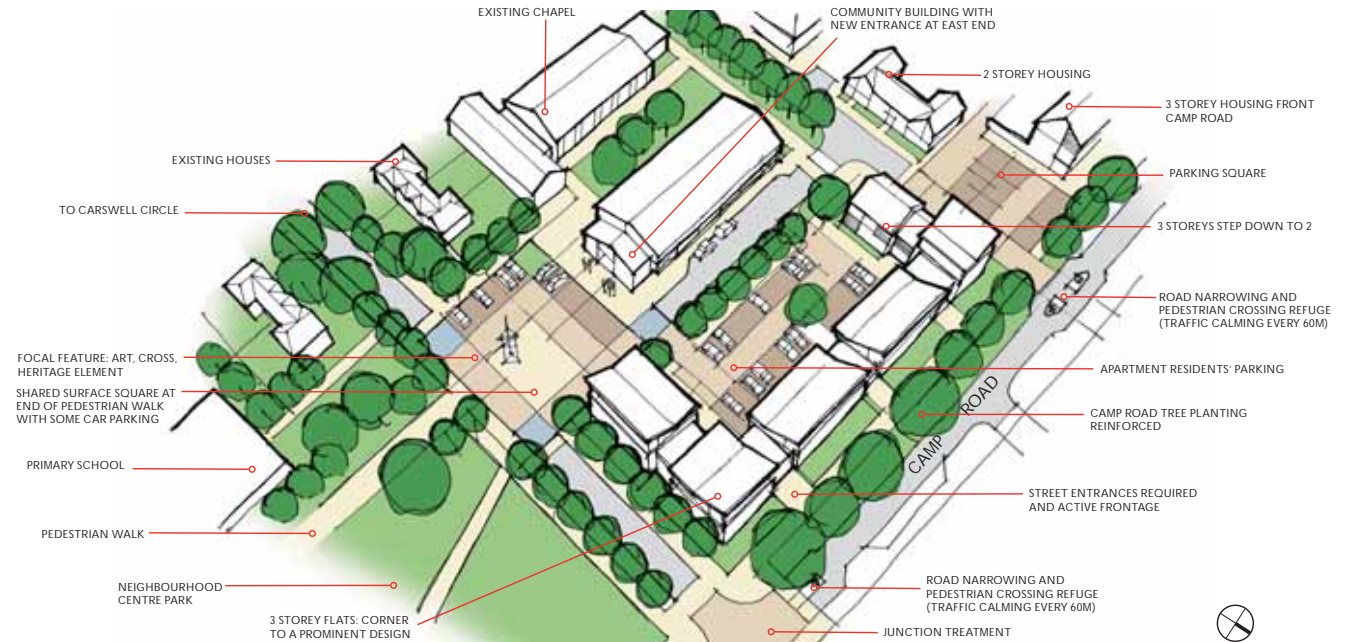 EXISTING CHAPEL
COMMUNITY BUILDING WITH
NEW ENTRANCE AT EAST END
2 STOREY HOUSING
3 STOREY HOUSING FRONT
CAMP ROAD
EXISTING HOUSES
PARKING SQUARE
TO CARSWELL CIRCLE
3 STOREYS STEP DOWN TO 2
ROAD NARROWING AND
PEDESTRIAN CROSSING REFUGE
(TRAFFIC CALMING EVERY 60M)
FOCAL FEATURE: ART, CROSS,
HERITAGE ELEMENT
APARTMENT RESIDENTS' PARKING
SHARED SURFACE SQUARE AT
END OF PEDESTRIAN WALK
WITH SOME CAR PARKING
CAMP ROAD TREE PLANTING
REINFORCED
CAMP ROAD
PRIMARY SCHOOL
STREET ENTRANCES REQUIRED
AND ACTIVE FRONTAGE
PEDESTRIAN WALK
NEIGHBOURHOOD
CENTRE PARK
ROAD NARROWING AND
PEDESTRIAN CROSSING REFUGE
(TRAFFIC CALMING EVERY 60M)
3 STOREY FLATS: CORNER
TO A PROMINENT DESIGN
JUNCTION TREATMENT